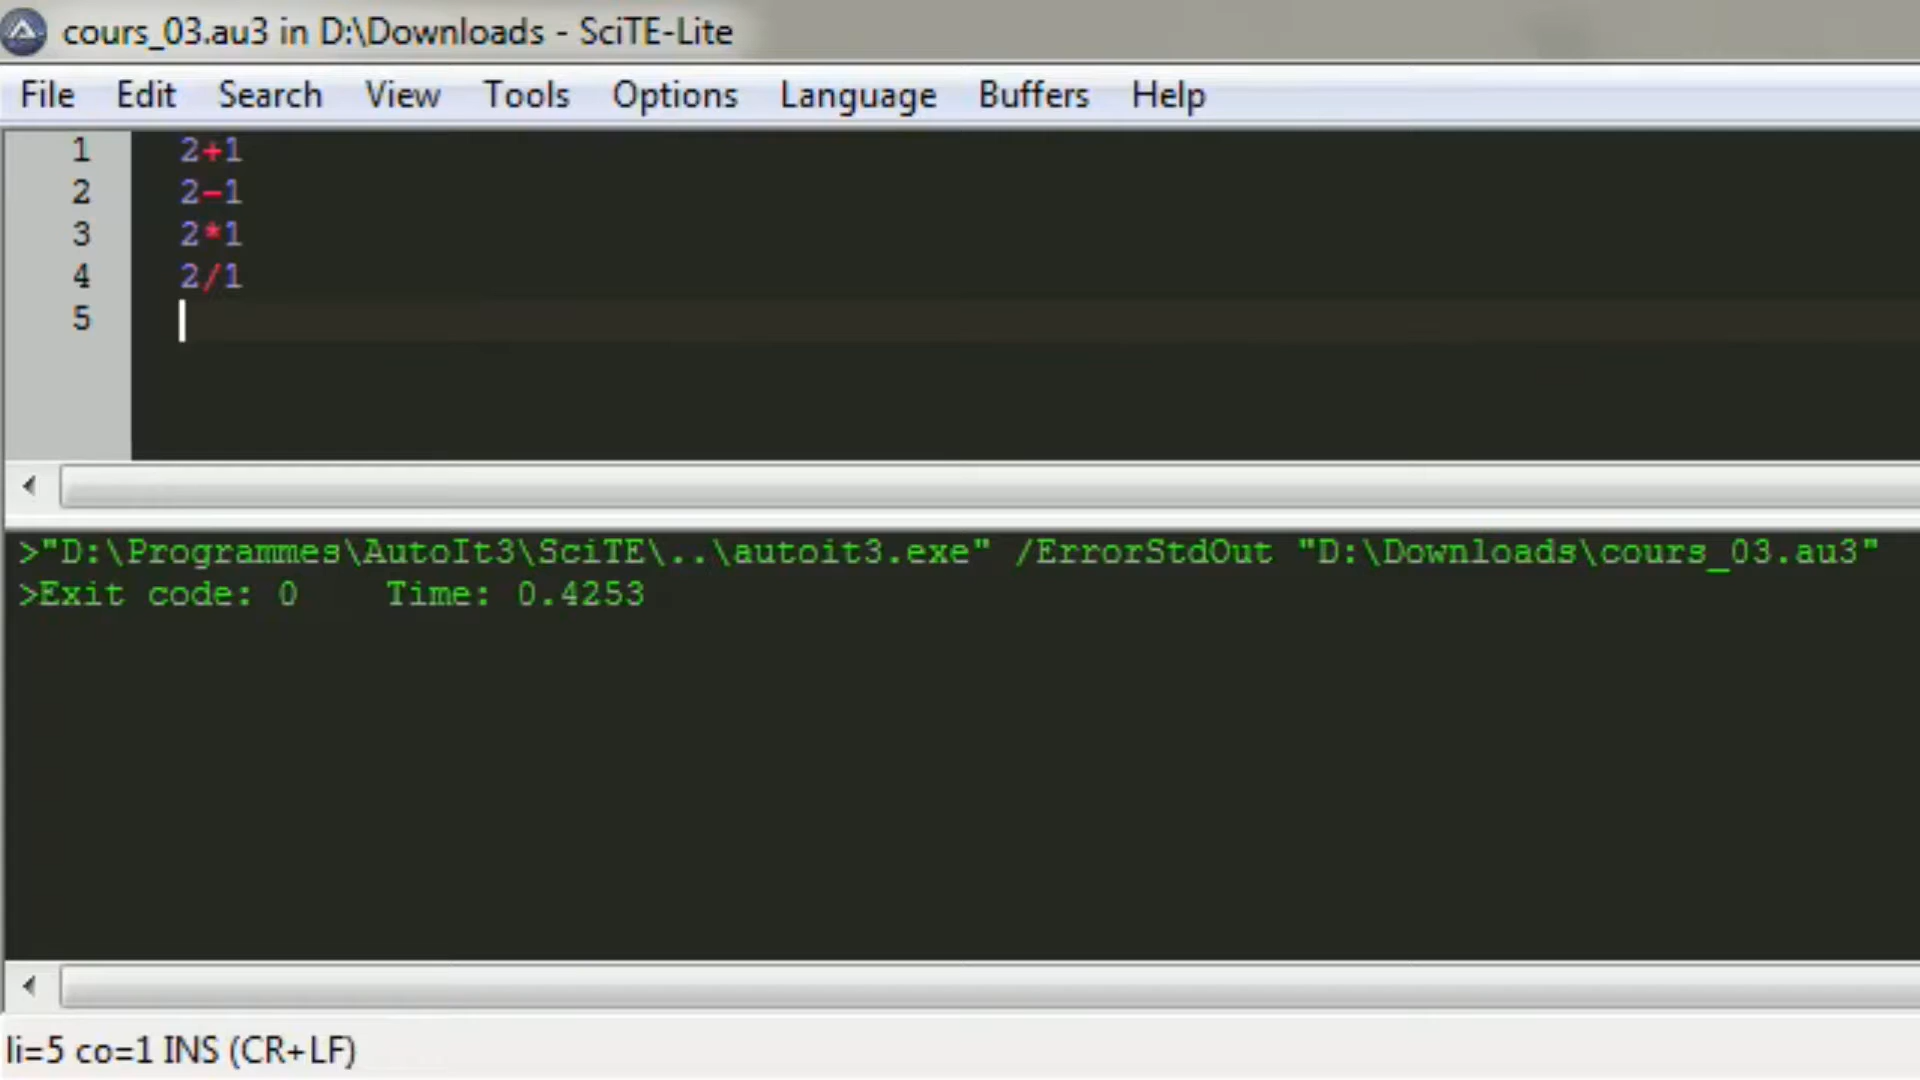 cours_03.au3 in D:\Downloads - SciTE-Lite
File Edit Search View Tools Options Language Buffers Help
1 2+1
2 2-1
3 2*1
4 2/1
5
>"D:\Programmes\AutoIt3\SciTE\..\autoit3.exe" /ErrorStdOut "D:\Downloads\cours_03.au3"
>Exit code: 0    Time: 0.4253
li=5 co=1 INS (CR+LF)